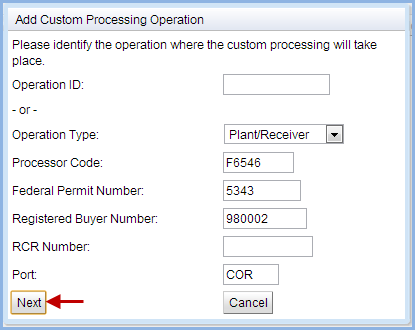 Add Custom Processing Operation
Please identify the operation where the custom processing will take
place.
Operation ID:
- or -
Operation Type: Plant/Receiver
Processor Code: F6546
Federal Permit Number: 5343
Registered Buyer Number: 980002
RCR Number:
Port: COR
Next Cancel